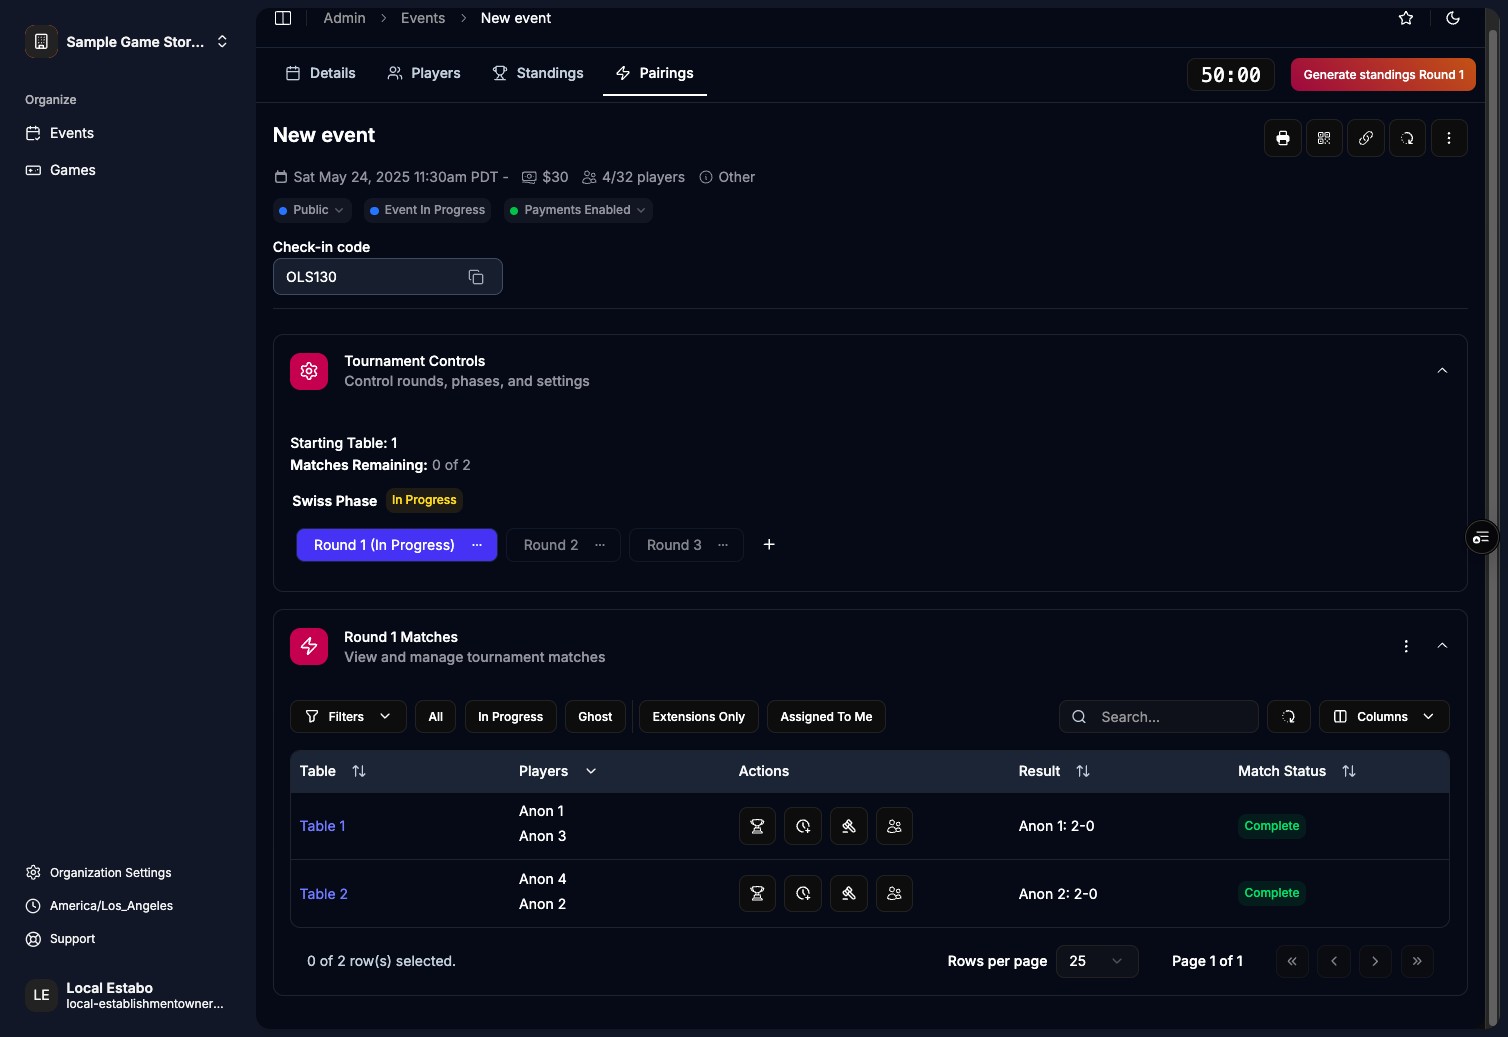 Sample Game Stor...
Organize
Events
Games
Organization Settings
America/Los_Angeles
Support
LE
Local Estabo
local-establishmentowner...
Admin > Events > New event
Details Players Standings Pairings
50:00
Generate standings Round 1
New event
Sat May 24, 2025 11:30am PDT - $30 4/32 players Other
Public Event In Progress Payments Enabled
Check-in code
OLS130
Tournament Controls
Control rounds, phases, and settings
Starting Table: 1
Matches Remaining: 0 of 2
Swiss Phase In Progress
Round 1 (In Progress) ... Round 2 ... Round 3 ... +
Round 1 Matches
View and manage tournament matches
Filters All In Progress Ghost Extensions Only Assigned To Me Search... Columns
Table Players Actions Result Match Status
Table 1
Anon 1
Anon 3
Anon 1: 2-0
Complete
Table 2
Anon 4
Anon 2
Anon 2: 2-0
Complete
0 of 2 row(s) selected.
Rows per page 25 Page 1 of 1 « < > »